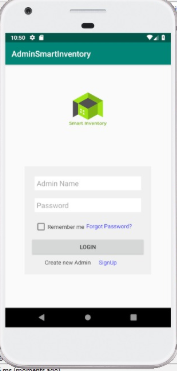 10:50
AdminSmartInventory
Smart Inventory
Admin Name
Password
Remember me Forgot Password?
LOGIN
Create new Admin SignUp